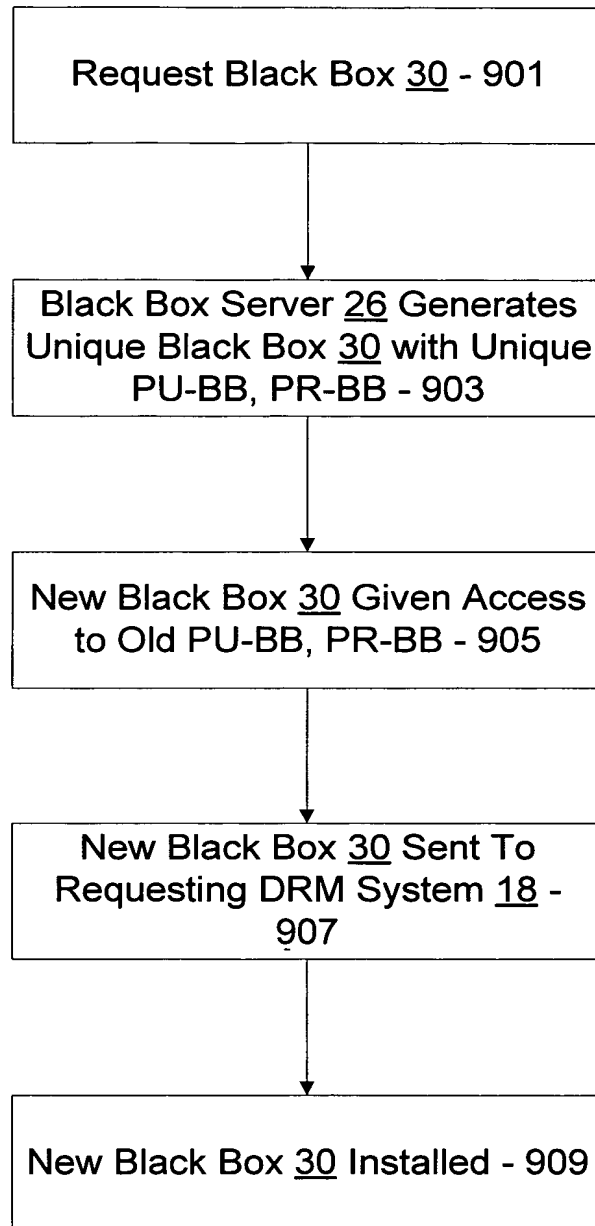 Request Black Box 30 - 901
Black Box Server 26 Generates
Unique Black Box 30 with Unique
PU-BB, PR-BB - 903
New Black Box 30 Given Access
to Old PU-BB, PR-BB - 905
New Black Box 30 Sent To
Requesting DRM System 18 -
907
New Black Box 30 Installed - 909